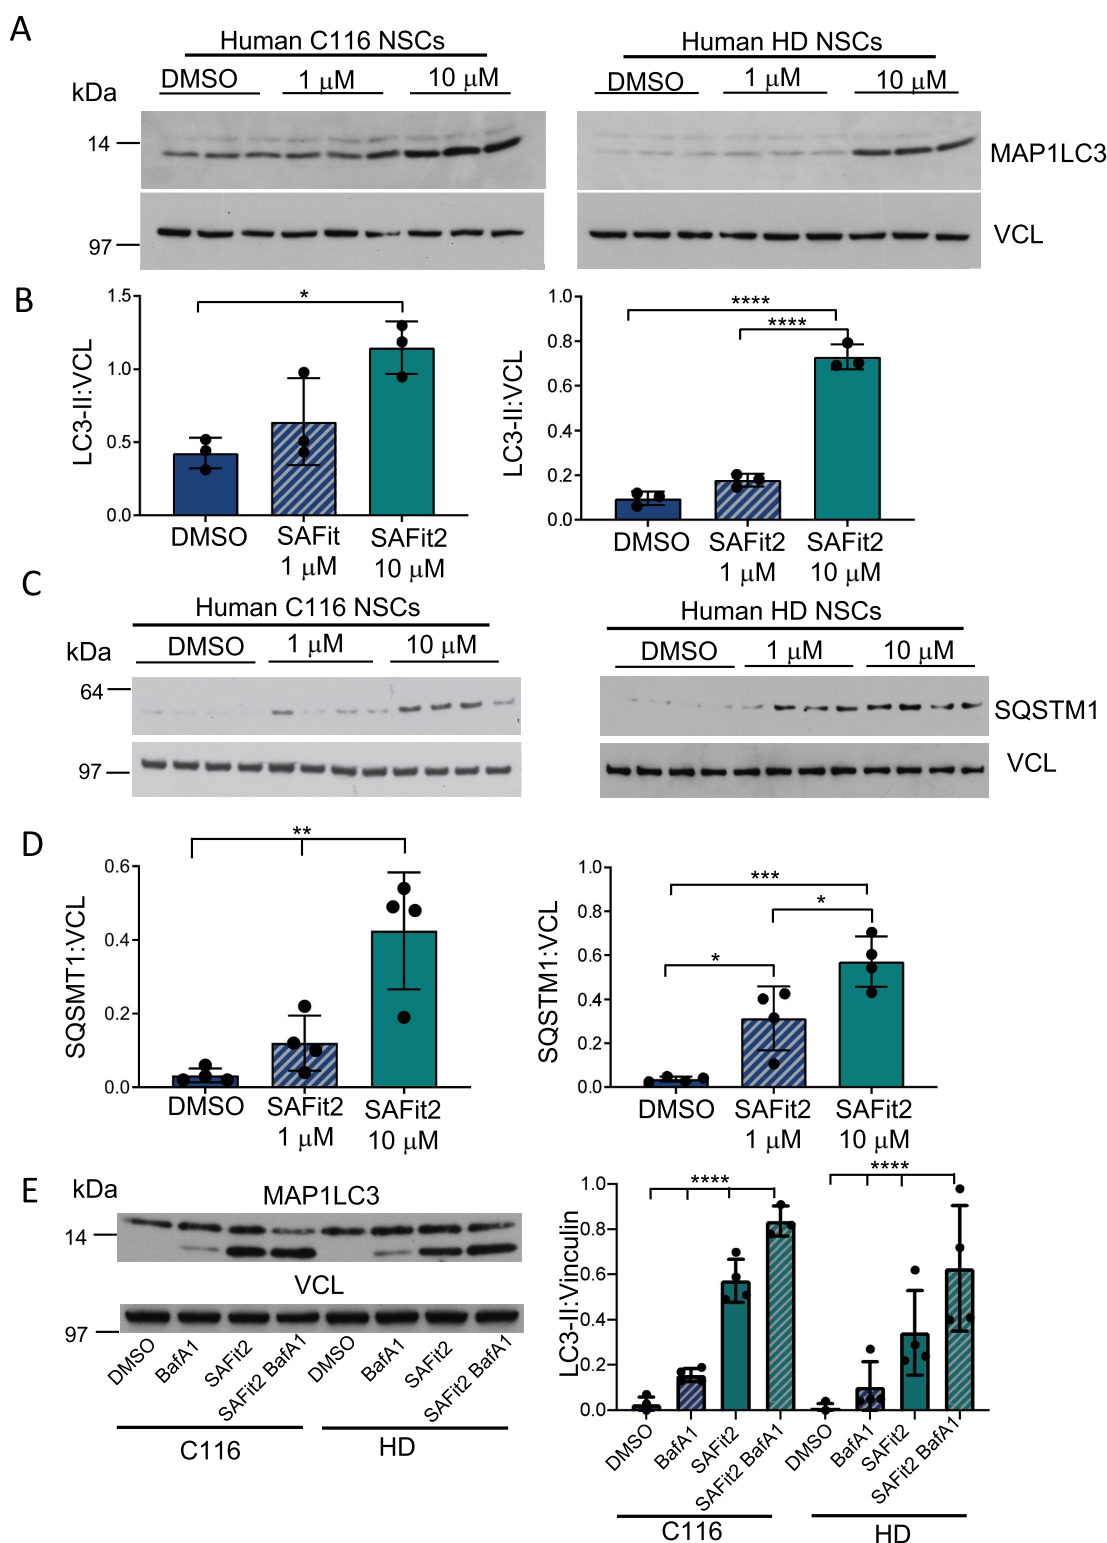 A
Human C116 NSCs
Human HD NSCs
kDa
DMSO
1 μM
10 μM
DMSO
1 μM
10 μM
14
MAP1LC3
97
VCL
B
LC3-II:VCL
1.5
1.0
0.5
0.0
*
DMSO
SAFit
1 μM
SAFit2
10 μM
LC3-II:VCL
1.0
0.8
0.6
0.4
0.2
0.0
****
****
DMSO
SAFit2
1 μM
SAFit2
10 μM
C
Human C116 NSCs
Human HD NSCs
kDa
DMSO
1 μM
10 μM
DMSO
1 μM
10 μM
64
SQSTM1
97
VCL
D
SQSMT1:VCL
0.6
0.4
0.2
0.0
**
DMSO
SAFit2
1 μM
SAFit2
10 μM
SQSTM1:VCL
1.0
0.8
0.6
0.4
0.2
0.0
***
*
*
DMSO
SAFit2
1 μM
SAFit2
10 μM
E
kDa
MAP1LC3
14
VCL
97
DMSO
BafA1
SAFit2
SAFit2 BafA1
DMSO
BafA1
SAFit2
SAFit2 BafA1
C116
HD
LC3-II:Vinculin
1.0
0.8
0.6
0.4
0.2
0.0
****
****
DMSO
BafA1
SAFit2
SAFit2 BafA1
DMSO
BafA1
SAFit2
SAFit2 BafA1
C116
HD